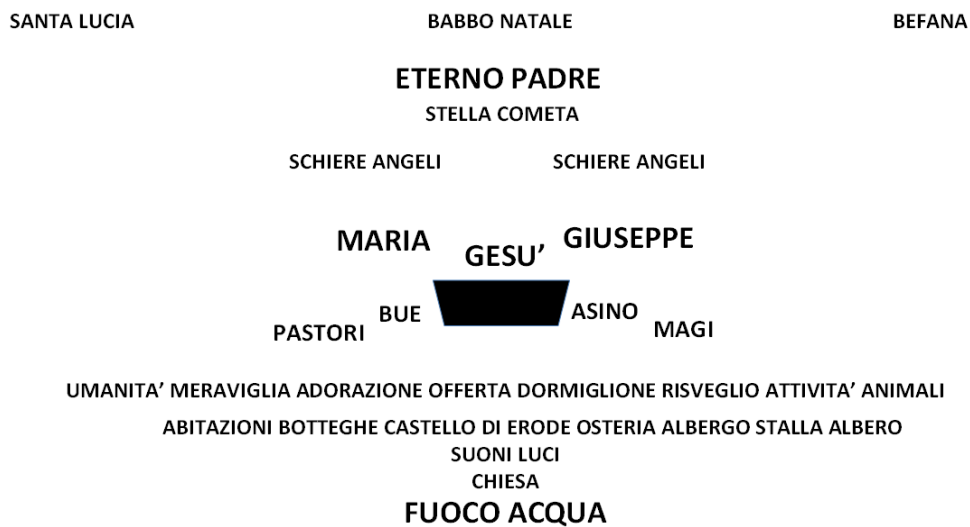 SANTA LUCIA BABBO NATALE BEFANA
ETERNO PADRE
STELLA COMETA
SCHIERE ANGELI SCHIERE ANGELI
MARIA GESU’ GIUSEPPE
BUE ASINO
PASTORI MAGI
UMANITA’ MERAVIGLIA ADORAZIONE OFFERTA DORMIGLIONE RISVEGLIO ATTIVITA’ ANIMALI
ABITAZIONI BOTTEGHE CASTELLO DI ERODE OSTERIA ALBERGO STALLA ALBERO
SUONI LUCI
CHIESA
FUOCO ACQUA